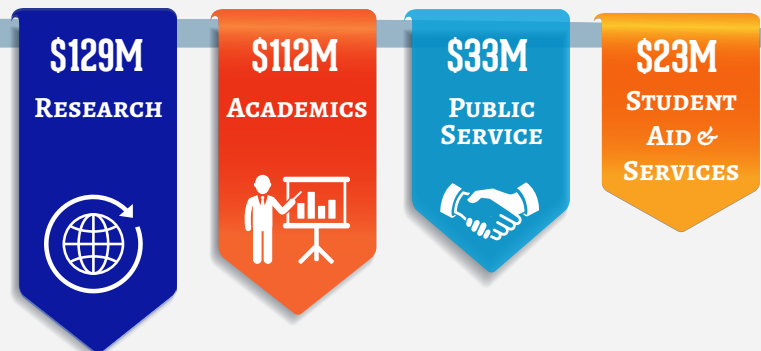 $129M
Research
$112M
Academics
$33M
Public
Service
$23M
Student
Aid &
Services